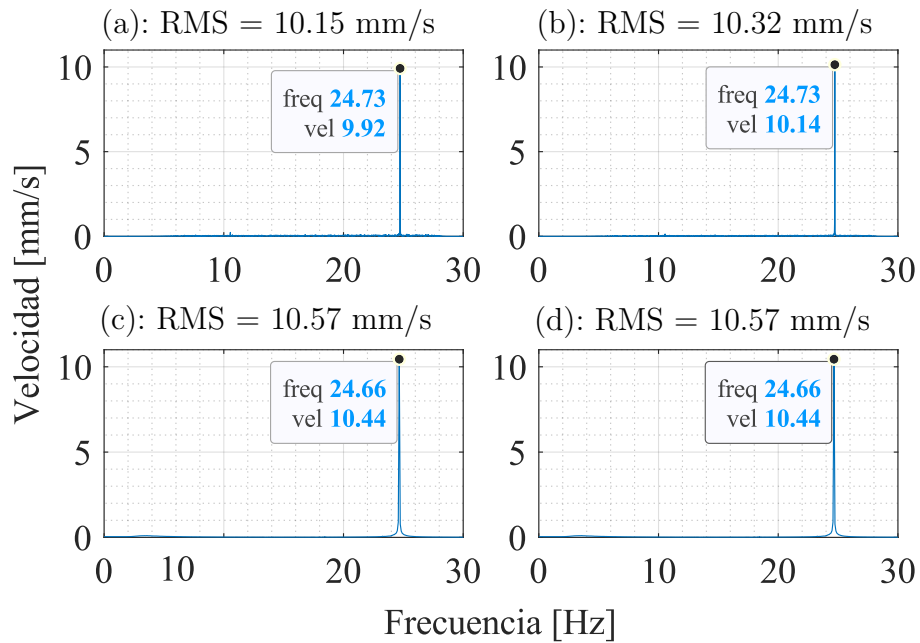 (a): RMS = 10.15 mm/s
(b): RMS = 10.32 mm/s
10
5
0
freq 24.73
vel 9.92
0 10 20 30
10
5
0
freq 24.73
vel 10.14
0 10 20 30
Velocidad [mm/s]
(c): RMS = 10.57 mm/s
(d): RMS = 10.57 mm/s
10
5
0
freq 24.66
vel 10.44
0 10 20 30
10
5
0
freq 24.66
vel 10.44
0 10 20 30
Frecuencia [Hz]